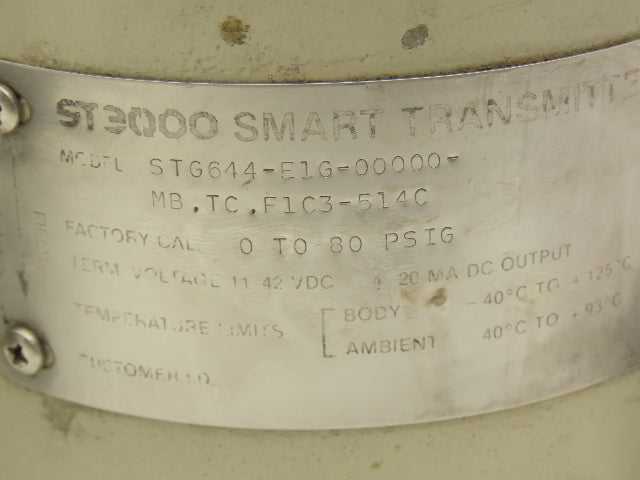 ST3000 SMART TRANSMITTE
MODEL STG644-E1G-00000-
MB.TC.F1C3-514C
FACTORY CAL 0 TO 80 PSIG
TERM VOLTAGE 11-42 VDC 4 20 MA DC OUTPUT
TEMPERATURE LIMITS
BODY -40°C TO +125°C
AMBIENT 40°C TO +93°C
CUSTOMER I.D.